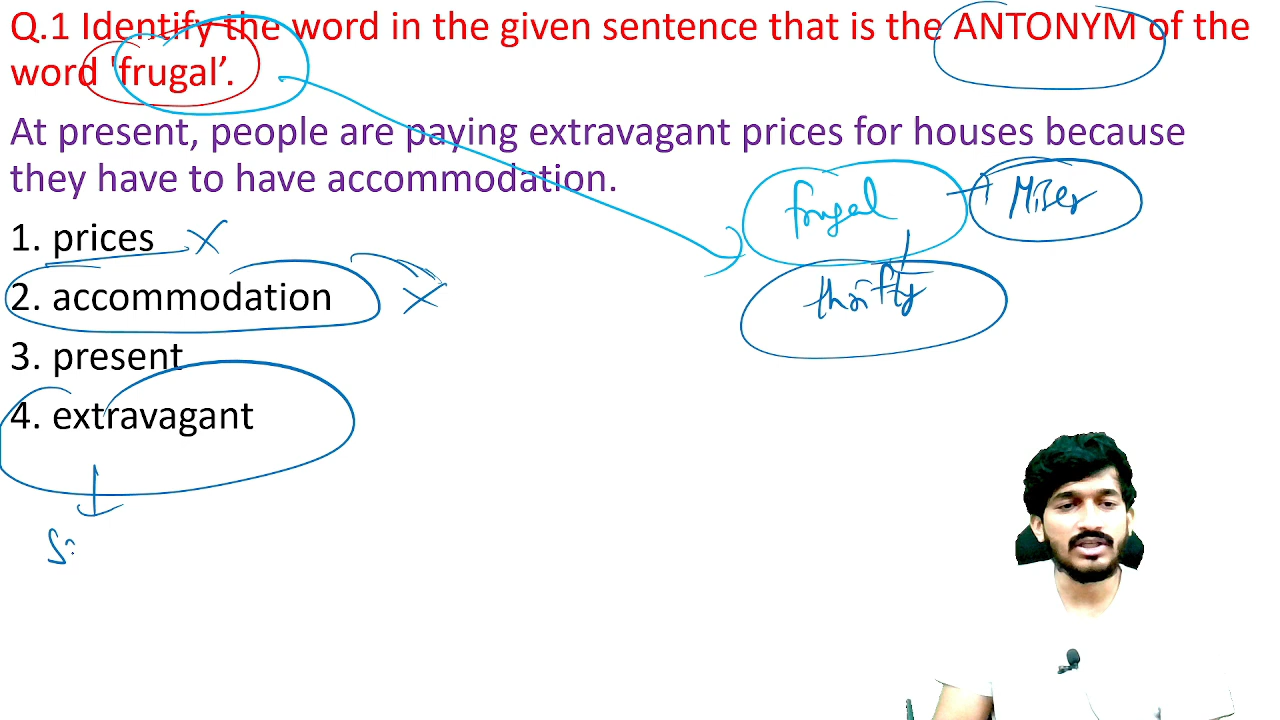 Q.1 Identify the word in the given sentence that is the ANTONYM of the
word 'frugal’.
At present, people are paying extravagant prices for houses because
they have to have accommodation.
1. prices
2. accommodation
3. present
4. extravagant
frugal
Miser
thrifty